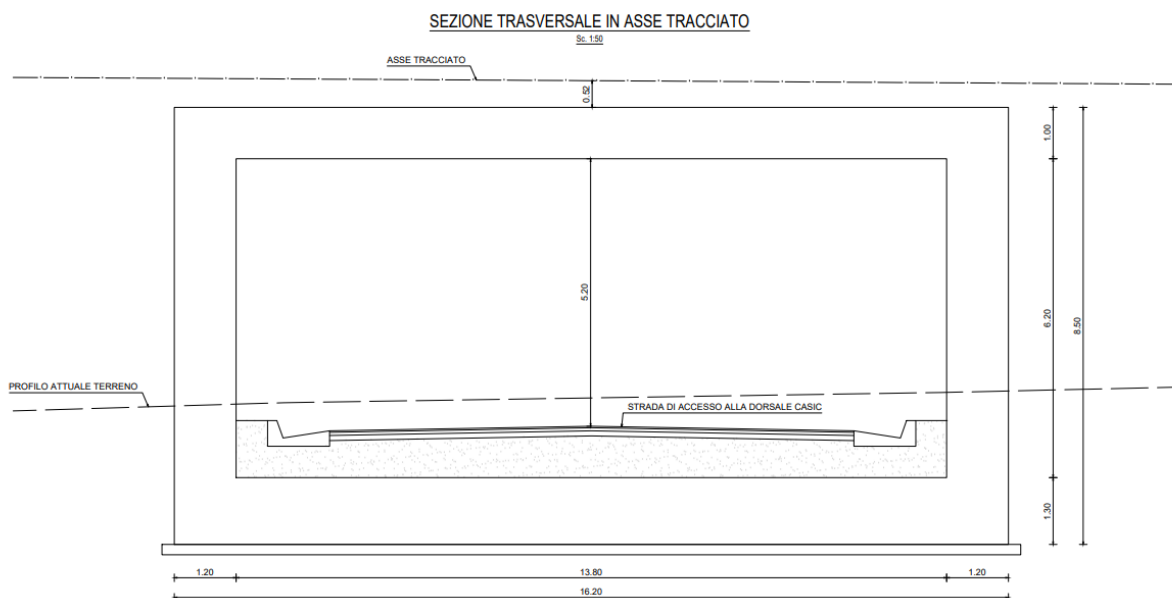 SEZIONE TRASVERSALE IN ASSE TRACCIATO
Sc. 1:50
ASSE TRACCIATO
0.52
1.00
5.20
6.20
8.50
PROFILO ATTUALE TERRENO
STRADA DI ACCESSO ALLA DORSALE CASIC
1.30
1.20
13.80
1.20
16.20